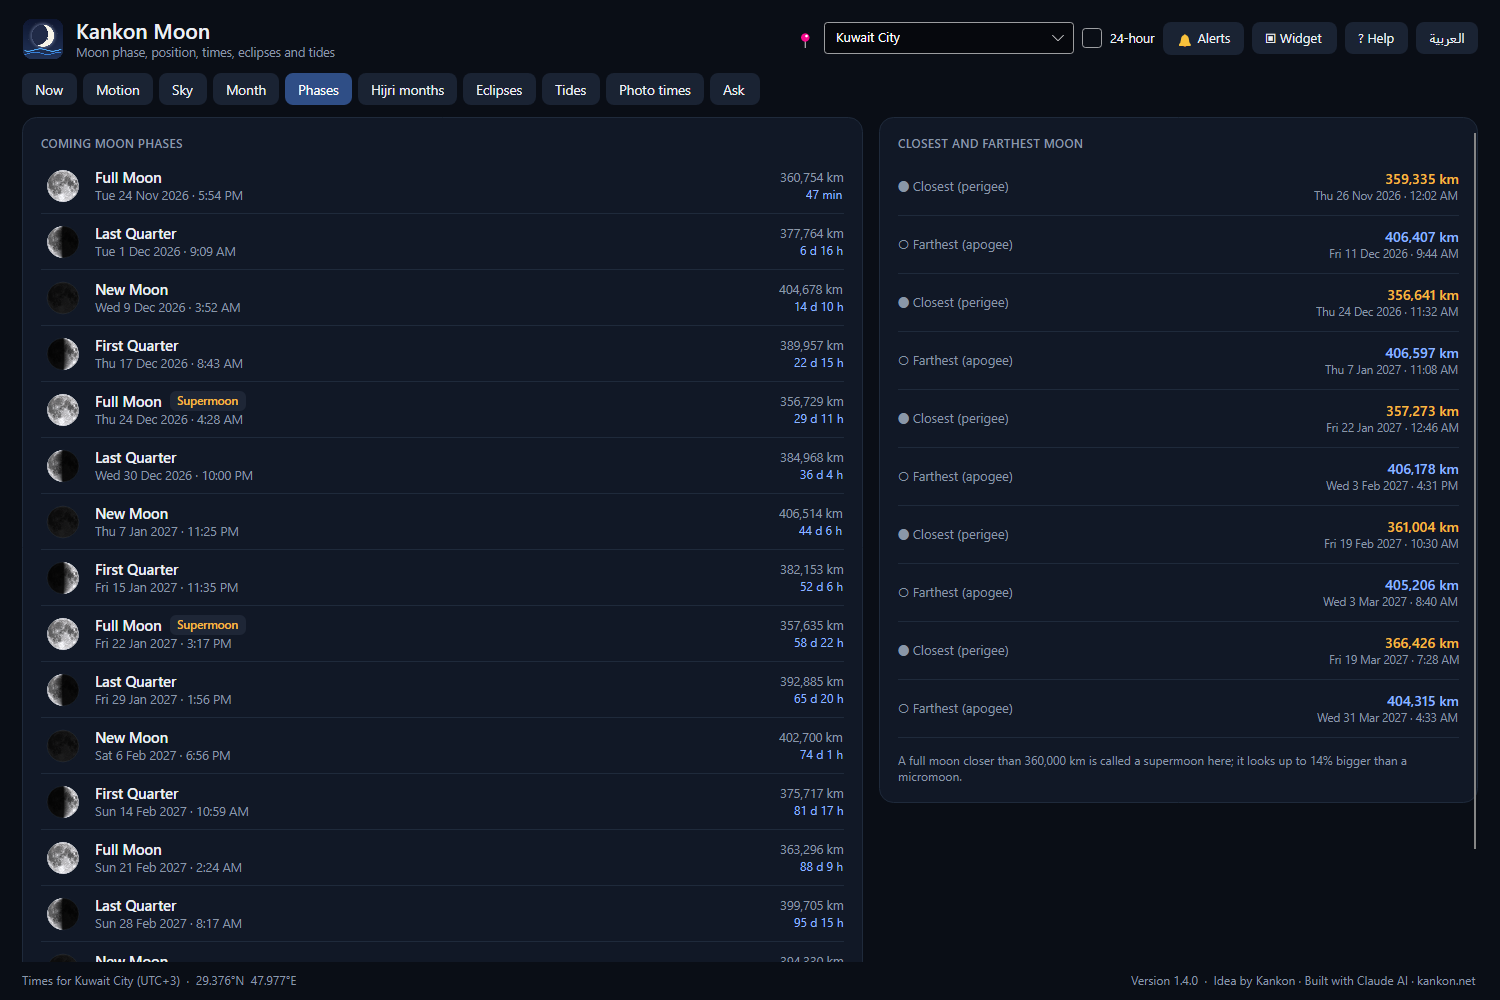 Kankon Moon
Moon phase, position, times, eclipses and tides
Kuwait City
24-hour
Alerts
Widget
? Help
العربية
Now
Motion
Sky
Month
Phases
Hijri months
Eclipses
Tides
Photo times
Ask
COMING MOON PHASES
Full Moon
360,754 km
Tue 24 Nov 2026 · 5:54 PM
47 min
Last Quarter
377,764 km
Tue 1 Dec 2026 · 9:09 AM
6 d 16 h
New Moon
404,678 km
Wed 9 Dec 2026 · 3:52 AM
14 d 10 h
First Quarter
389,957 km
Thu 17 Dec 2026 · 8:43 AM
22 d 15 h
Full Moon Supermoon
356,729 km
Thu 24 Dec 2026 · 4:28 AM
29 d 11 h
Last Quarter
384,968 km
Wed 30 Dec 2026 · 10:00 PM
36 d 4 h
New Moon
406,514 km
Thu 7 Jan 2027 · 11:25 PM
44 d 6 h
First Quarter
382,153 km
Fri 15 Jan 2027 · 11:35 PM
52 d 6 h
Full Moon Supermoon
357,635 km
Fri 22 Jan 2027 · 3:17 PM
58 d 22 h
Last Quarter
392,885 km
Fri 29 Jan 2027 · 1:56 PM
65 d 20 h
New Moon
402,700 km
Sat 6 Feb 2027 · 6:56 PM
74 d 1 h
First Quarter
375,717 km
Sun 14 Feb 2027 · 10:59 AM
81 d 17 h
Full Moon
363,296 km
Sun 21 Feb 2027 · 2:24 AM
88 d 9 h
Last Quarter
399,705 km
Sun 28 Feb 2027 · 8:17 AM
95 d 15 h
New Moon
CLOSEST AND FARTHEST MOON
Closest (perigee)
359,335 km
Thu 26 Nov 2026 · 12:02 AM
Farthest (apogee)
406,407 km
Fri 11 Dec 2026 · 9:44 AM
Closest (perigee)
356,641 km
Thu 24 Dec 2026 · 11:32 AM
Farthest (apogee)
406,597 km
Thu 7 Jan 2027 · 11:08 AM
Closest (perigee)
357,273 km
Fri 22 Jan 2027 · 12:46 AM
Farthest (apogee)
406,178 km
Wed 3 Feb 2027 · 4:31 PM
Closest (perigee)
361,004 km
Fri 19 Feb 2027 · 10:30 AM
Farthest (apogee)
405,206 km
Wed 3 Mar 2027 · 8:40 AM
Closest (perigee)
366,426 km
Fri 19 Mar 2027 · 7:28 AM
Farthest (apogee)
404,315 km
Wed 31 Mar 2027 · 4:33 AM
A full moon closer than 360,000 km is called a supermoon here; it looks up to 14% bigger than a
micromoon.
Times for Kuwait City (UTC+3) · 29.376°N 47.977°E
Version 1.4.0 · Idea by Kankon · Built with Claude AI · kankon.net